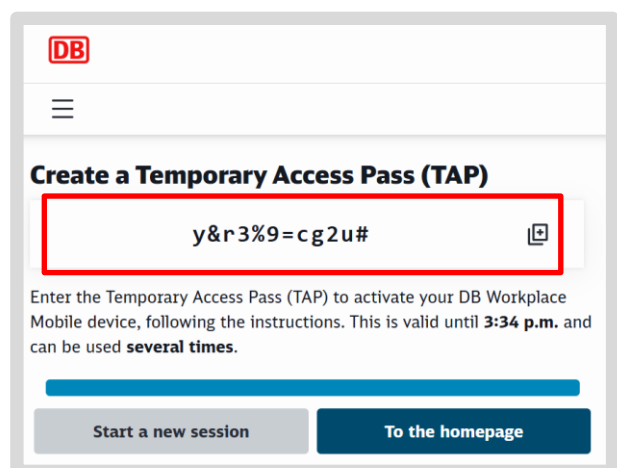 DB
Create a Temporary Access Pass (TAP)
y&r3%9=cg2u#
Enter the Temporary Access Pass (TAP) to activate your DB Workplace
Mobile device, following the instructions. This is valid until 3:34 p.m. and
can be used several times.
Start a new session
To the homepage